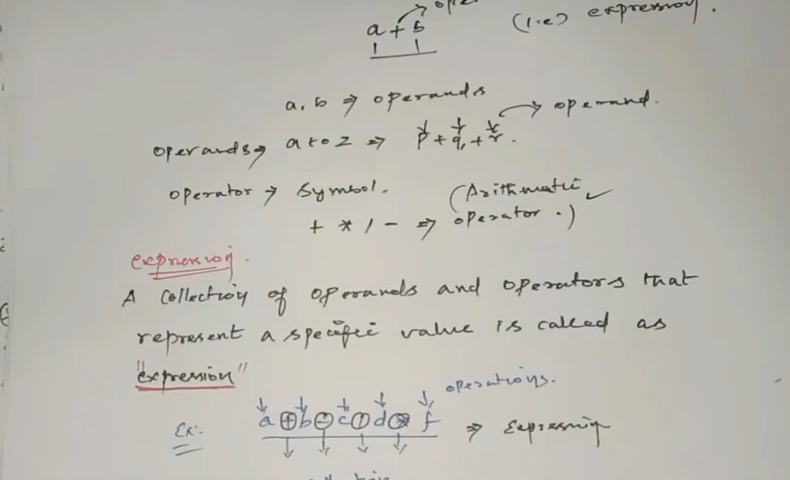 a + b
(i.e) expression.
a, b ⇒ operands
operands ⇒ a to z ⇒ p + q + r. → operand.
operator → symbol. (Arithmatic
+ * / - ⇒ operator.)
expression.
A collection of operands and operators that
represent a specific value is called as
"expression"
operations.
Ex:- a + b - c / d * f ⇒ Expression